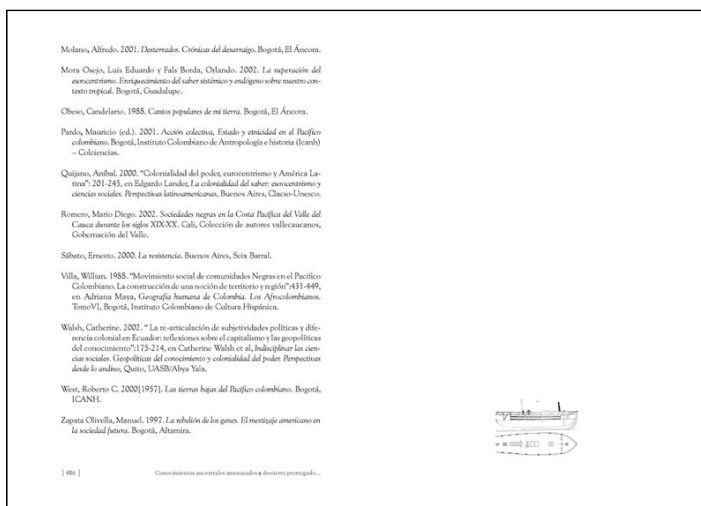 Molano, Alfredo. 2001. Desterrados. Crónicas del desarraigo. Bogotá, El Áncora.
Mora Osejo, Luis Eduardo y Fals Borda, Orlando. 2002. La superación del
eurocentrismo. Enriquecimiento del saber sistémico y endógeno sobre nuestro con-
texto tropical. Bogotá, Guadalupe.
Obeso, Candelario. 1988. Cantos populares de mi tierra. Bogotá, El Áncora.
Pardo, Mauricio (ed.). 2001. Acción colectiva, Estado y etnicidad en el Pacífico
colombiano. Bogotá, Instituto Colombiano de Antropología e historia (Icanh)
– Colciencias.
Quijano, Aníbal. 2000. “Colonialidad del poder, eurocentrismo y América La-
tina”: 201-245, en Edgardo Lander, La colonialidad del saber: eurocentrismo y
ciencias sociales. Perspectivas latinoamericanas, Buenos Aires, Clacso-Unesco.
Romero, Mario Diego. 2002. Sociedades negras en la Costa Pacífica del Valle del
Cauca durante los siglos XIX-XX. Cali, Colección de autores vallecaucanos,
Gobernación del Valle.
Sábato, Ernesto. 2000. La resistencia. Buenos Aires, Seix Barral.
Villa, Willian. 1988. “Movimiento social de comunidades Negras en el Pacífico
Colombiano. La construcción de una noción de territorio y región”:431-449,
en Adriana Maya, Geografía humana de Colombia. Los Afrocolombianos.
TomoVI, Bogotá, Instituto Colombiano de Cultura Hispánica.
Walsh, Catherine. 2002. “ La re-articulación de subjetividades políticas y dife-
rencia colonial en Ecuador: reflexiones sobre el capitalismo y las geopolíticas
del conocimiento”:175-214, en Catherine Walsh et al, Indisciplinar las cien-
cias sociales. Geopolíticas del conocimiento y colonialidad del poder. Perspectivas
desde lo andino, Quito, UASB/Abya Yala.
West, Roberto C. 2000[1957]. Las tierras bajas del Pacífico colombiano. Bogotá,
ICANH.
Zapata Olivella, Manuel. 1997. La rebelión de los genes. El mestizaje americano en
la sociedad futura. Bogotá, Altamira.
| 486 | Conocimientos ancestrales amenazados y destierro prorrogado...